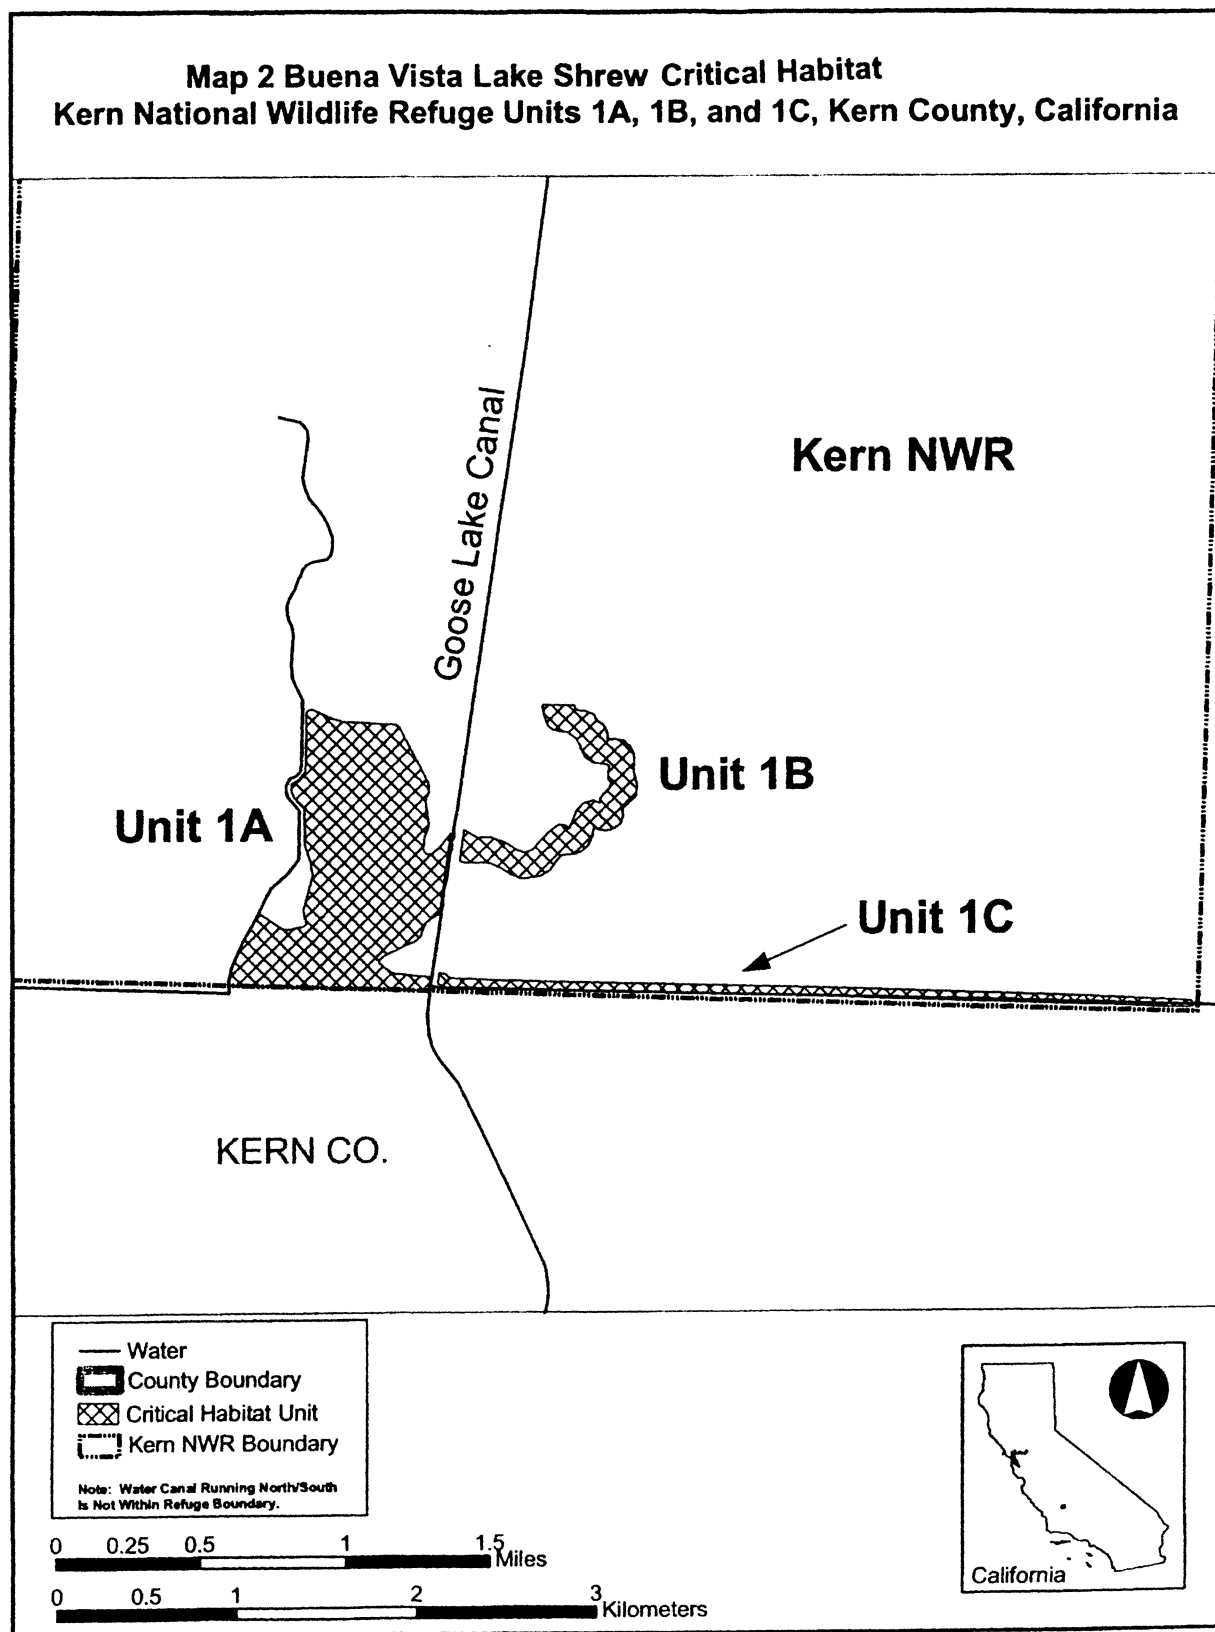 Map 2 Buena Vista Lake Shrew Critical Habitat
Kern National Wildlife Refuge Units 1A, 1B, and 1C, Kern County, California
Goose Lake Canal
Kern NWR
Unit 1B
Unit 1A
Unit 1C
KERN CO.
Water
County Boundary
Critical Habitat Unit
Kern NWR Boundary
Note: Water Canal Running North/South
Is Not Within Refuge Boundary.
0 0.25 0.5 1 1.5 Miles
0 0.5 1 2 3 Kilometers
California